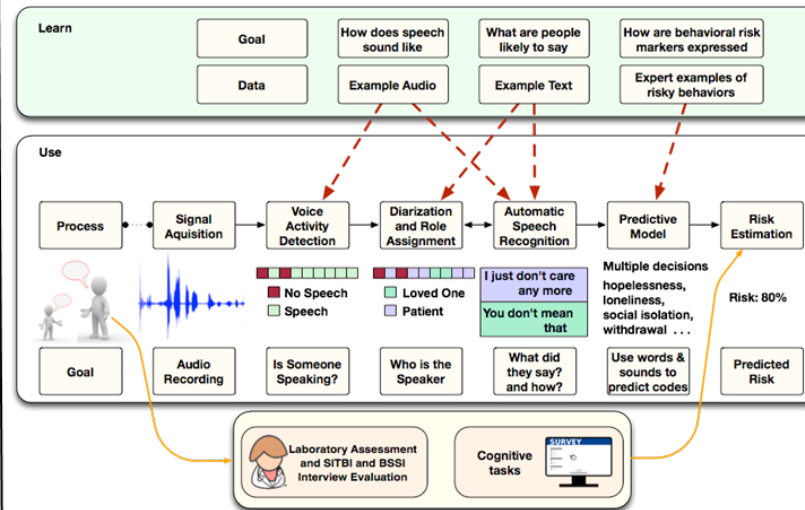 Learn
Goal
How does speech
sound like
What are people
likely to say
How are behavioral risk
markers expressed
Data
Example Audio
Example Text
Expert examples of
risky behaviors
Use
Process
Signal
Aquisition
Voice
Activity
Detection
Diarization and Role
Assignment
Automatic
Speech
Recognition
Predictive
Model
Risk
Estimation
No Speech
Speech
Loved One
Patient
I just don't care
any more
You don't mean
that
Multiple decisions
hopelessness,
loneliness,
social isolation,
withdrawal . . .
Risk: 80%
Goal
Audio
Recording
Is Someone
Speaking?
Who is the
Speaker
What did
they say?
and how?
Use words &
sounds to
predict codes
Predicted
Risk
Laboratory Assessment
and SITBI and BSSI
Interview Evaluation
Cognitive
tasks
SURVEY